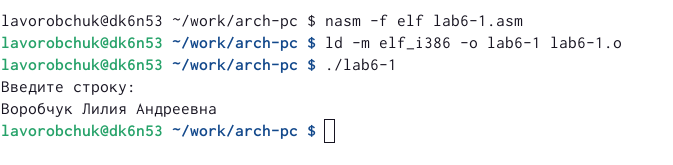 lavorobchuk@dk6n53 ~/work/arch-pc $ nasm -f elf lab6-1.asm
lavorobchuk@dk6n53 ~/work/arch-pc $ ld -m elf_i386 -o lab6-1 lab6-1.o
lavorobchuk@dk6n53 ~/work/arch-pc $ ./lab6-1
Введите строку:
Воробчук Лилия Андреевна
lavorobchuk@dk6n53 ~/work/arch-pc $